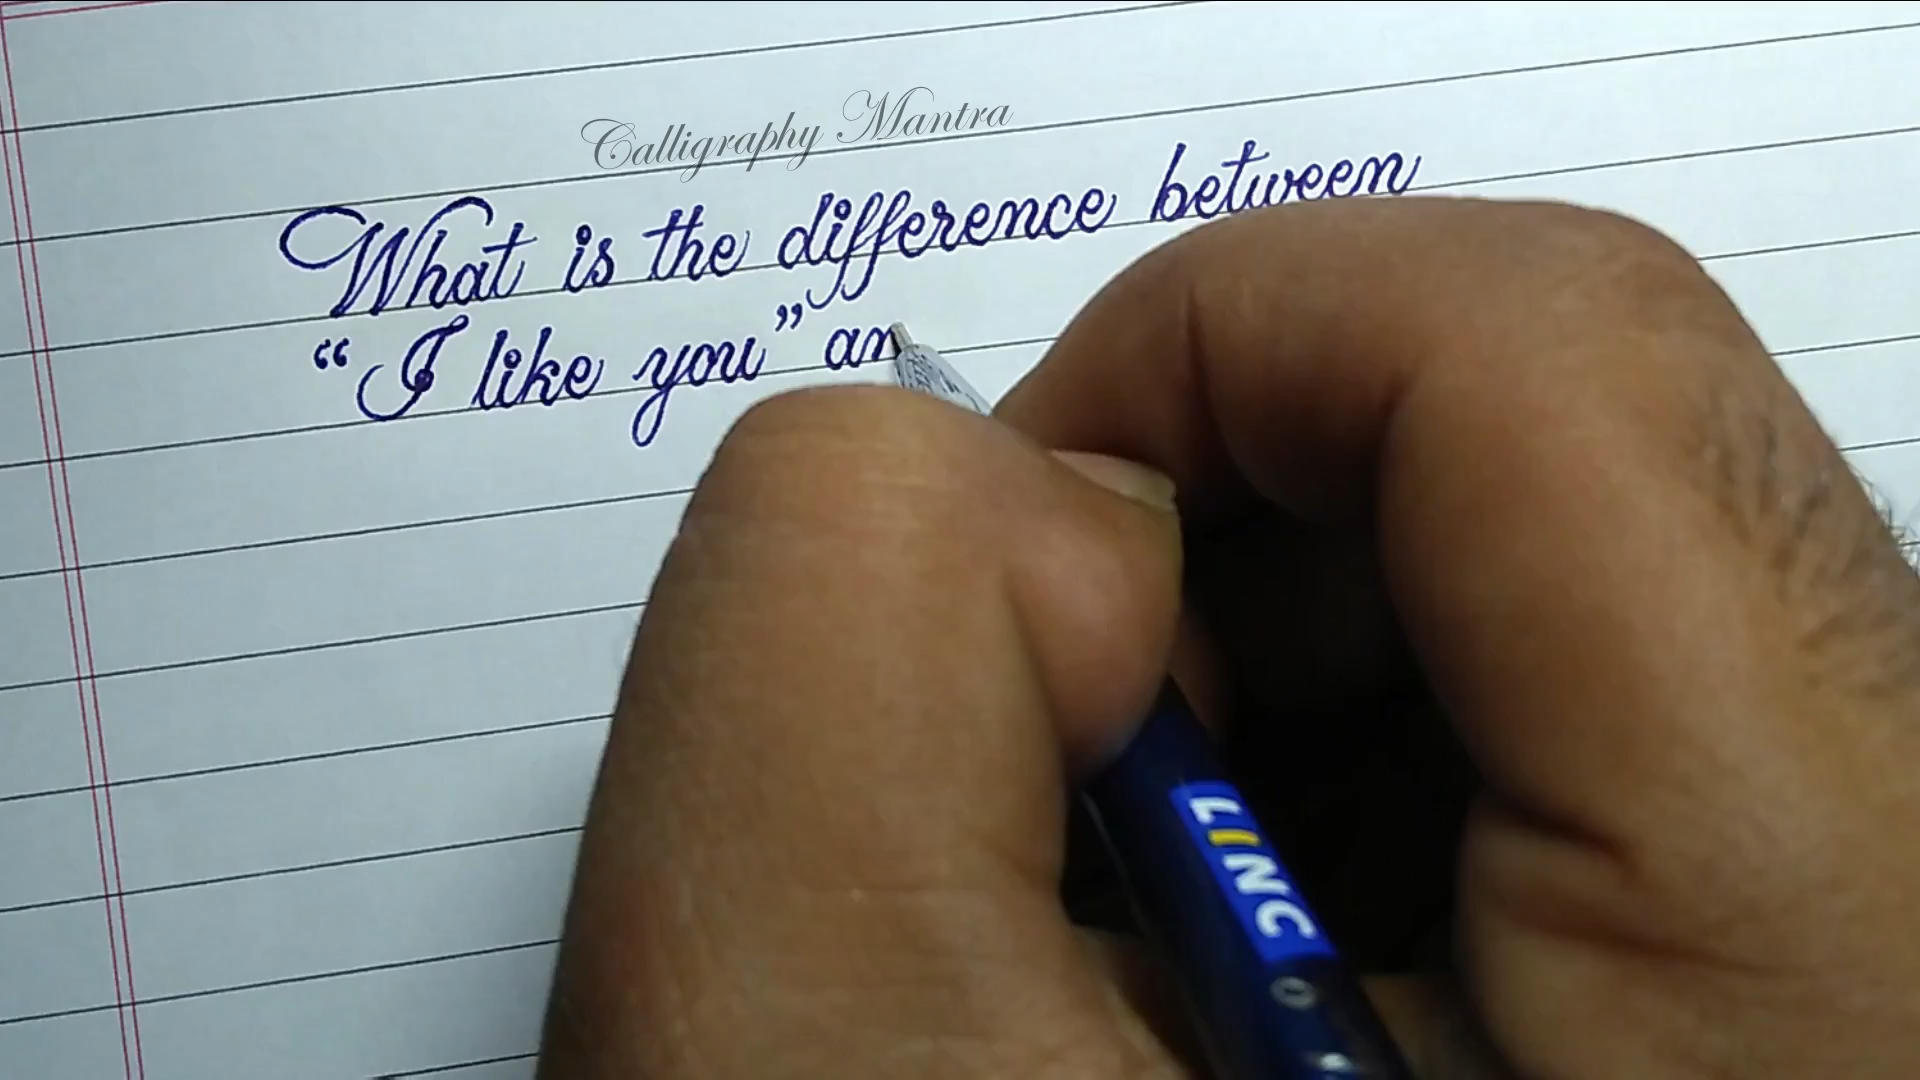 Calligraphy Mantra
What is the difference between
“I like you” an
LINC